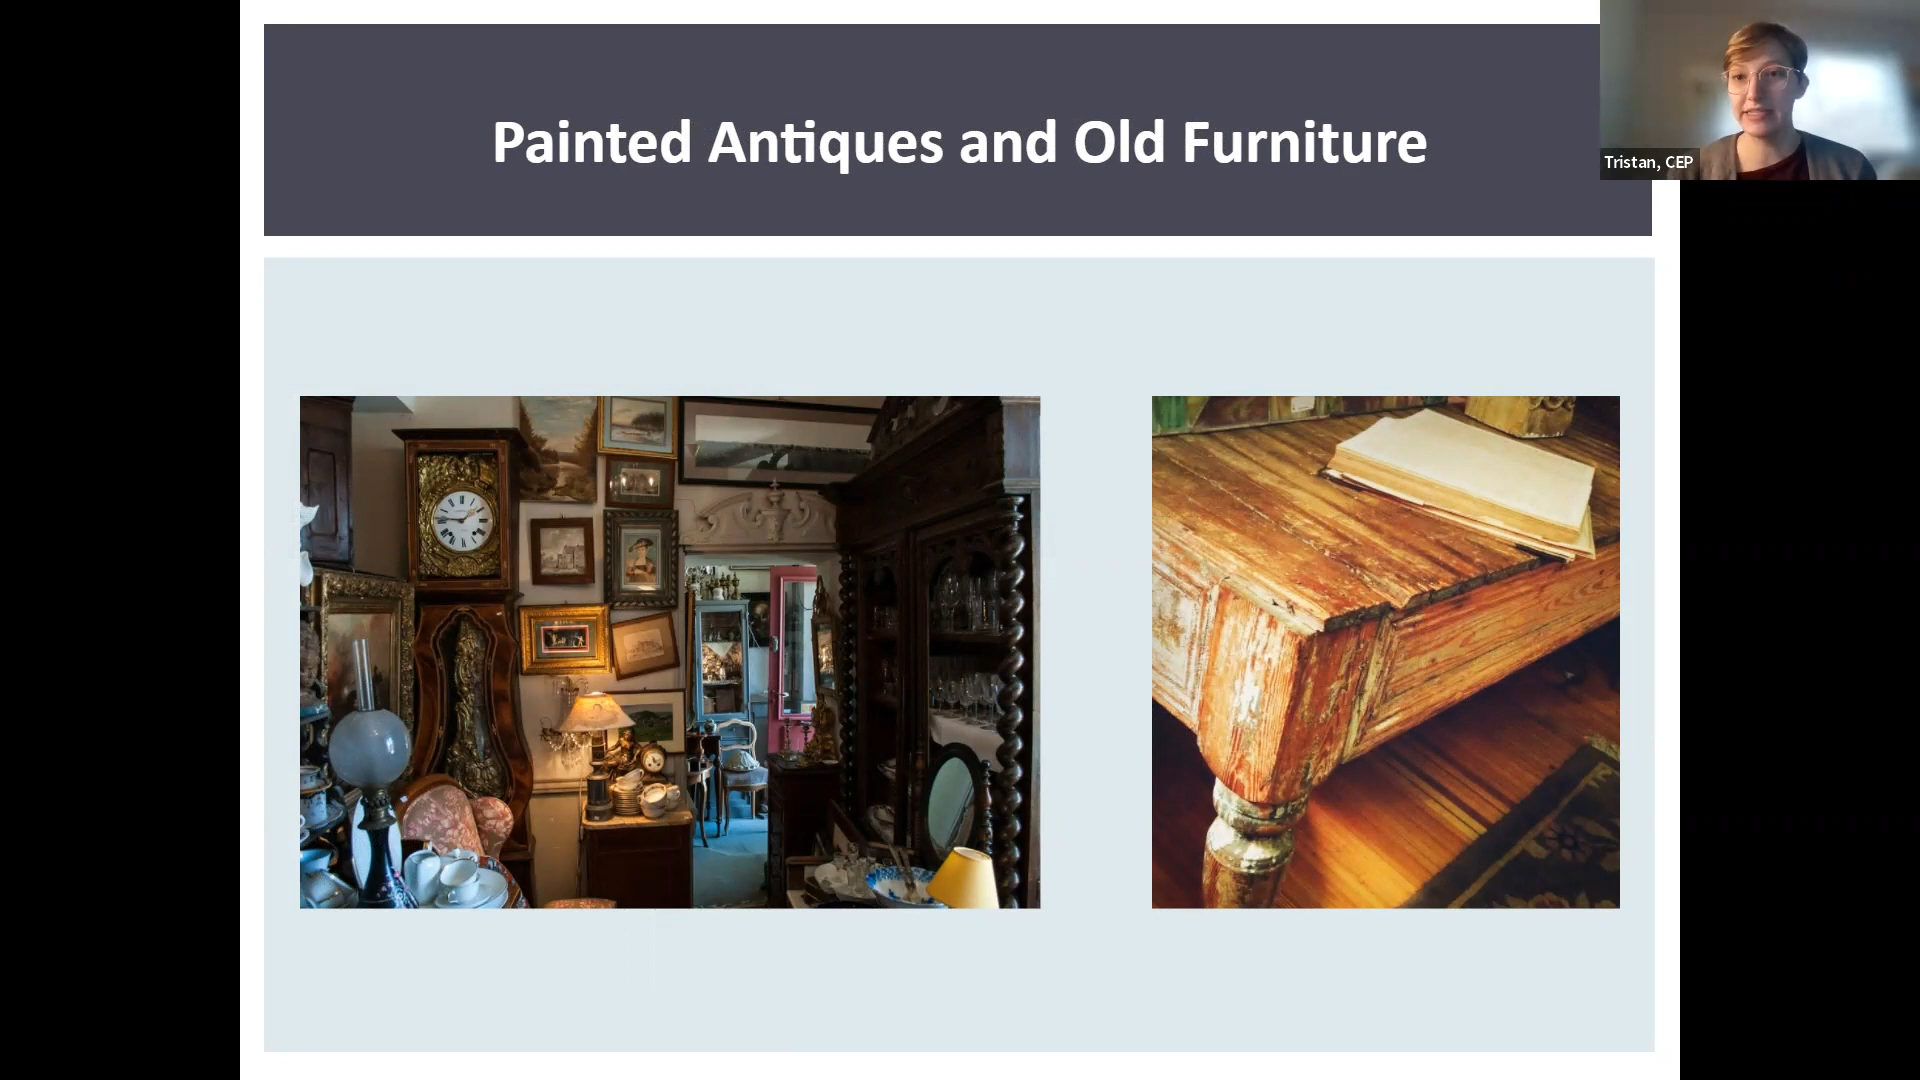 Painted Antiques and Old Furniture
Tristan, CEP